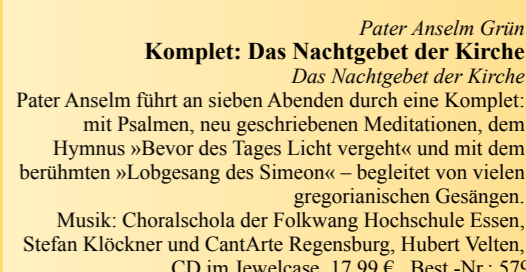 Pater Anselm Grün
Komplet: Das Nachtgebet der Kirche
Das Nachtgebet der Kirche
Pater Anselm führt an sieben Abenden durch eine Komplet:
mit Psalmen, neu geschriebenen Meditationen, dem
Hymnus »Bevor des Tages Licht vergeht« und mit dem
berühmten »Lobgesang des Simeon« – begleitet von vielen
gregorianischen Gesängen.
Musik: Choralschola der Folkwang Hochschule Essen,
Stefan Klöckner und CantArte Regensburg, Hubert Velten,
CD im Jewelcase, 17,99 €, Best.-Nr.: 579